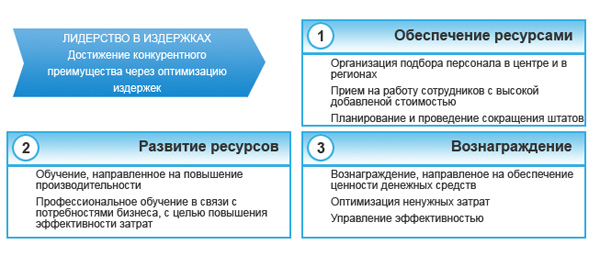 ЛИДЕРСТВО В ИЗДЕРЖКАХ
Достижение конкурентного
преимущества через оптимизацию
издержек
1
Обеспечение ресурсами
Организация подбора персонала в центре и в
регионах
Прием на работу сотрудников с высокой
добавленой стоимостью
Планирование и проведение сокращения штатов
2
Развитие ресурсов
Обучение, направленное на повышение
производительности
Профессиональное обучение в связи с
потребностями бизнеса, с целью повышения
эффективности затрат
3
Вознаграждение
Вознаграждение, направленое на обеспечение
ценности денежных средств
Оптимизация ненужных затрат
Управление эффективностью